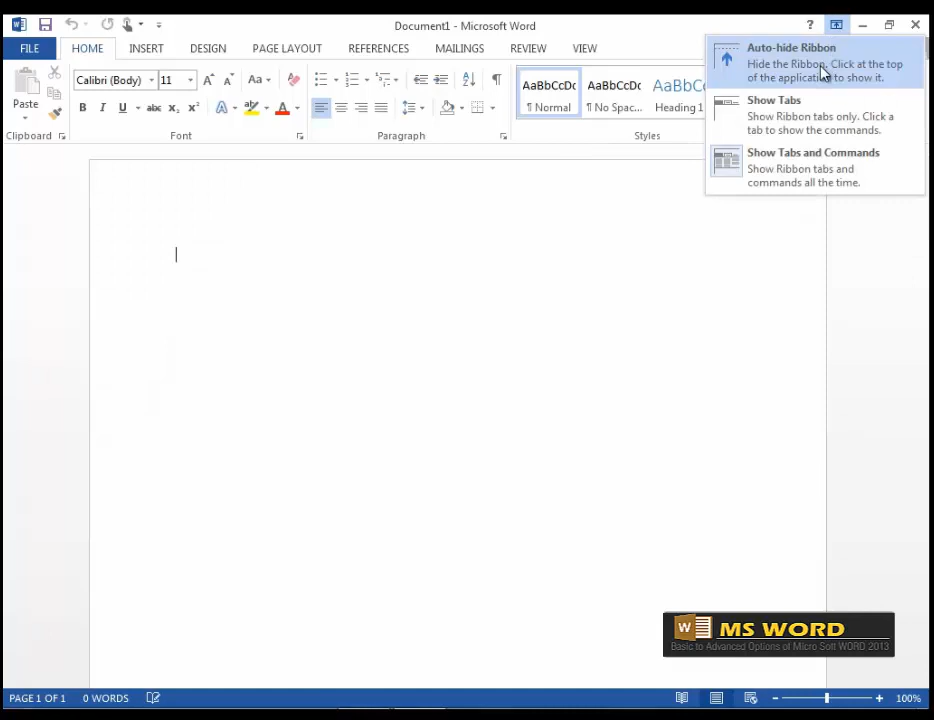 Document1 - Microsoft Word
?
FILE
HOME
INSERT
DESIGN
PAGE LAYOUT
REFERENCES
MAILINGS
REVIEW
VIEW
Auto-hide Ribbon
Hide the Ribbon. Click at the top
of the application to show it.
Show Tabs
Show Ribbon tabs only. Click a
tab to show the commands.
Show Tabs and Commands
Show Ribbon tabs and
commands all the time.
Paste
Calibri (Body)
11
Aa
B I U abc X₂ X²
AaBbCcDc
AaBbCcDc
AaBbC
¶ Normal
¶ No Spac...
Heading 1
Clipboard
Font
Paragraph
Styles
W MS WORD
Basic to Advanced Options of Micro Soft WORD 2013
PAGE 1 OF 1
0 WORDS
100%